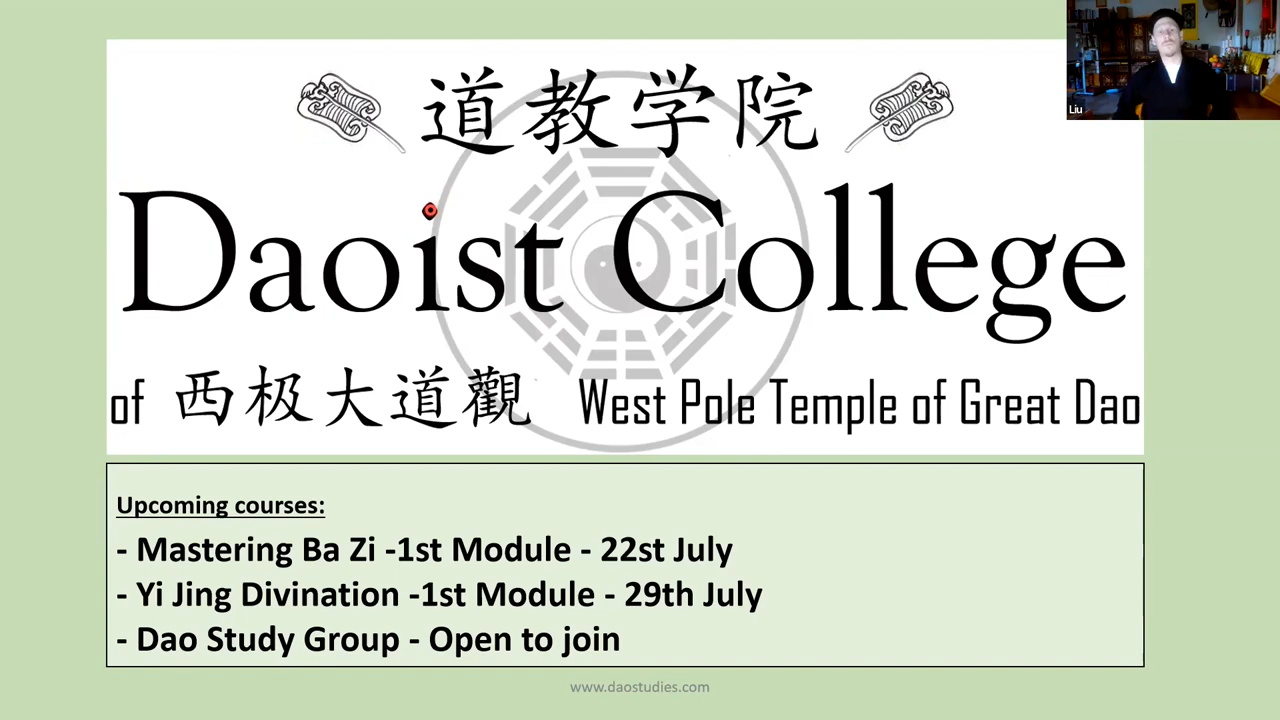 道教学院
Daoist College
of 西极大道觀 West Pole Temple of Great Dao
Liu
Upcoming courses:
- Mastering Ba Zi -1st Module - 22st July
- Yi Jing Divination -1st Module - 29th July
- Dao Study Group - Open to join
www.daostudies.com